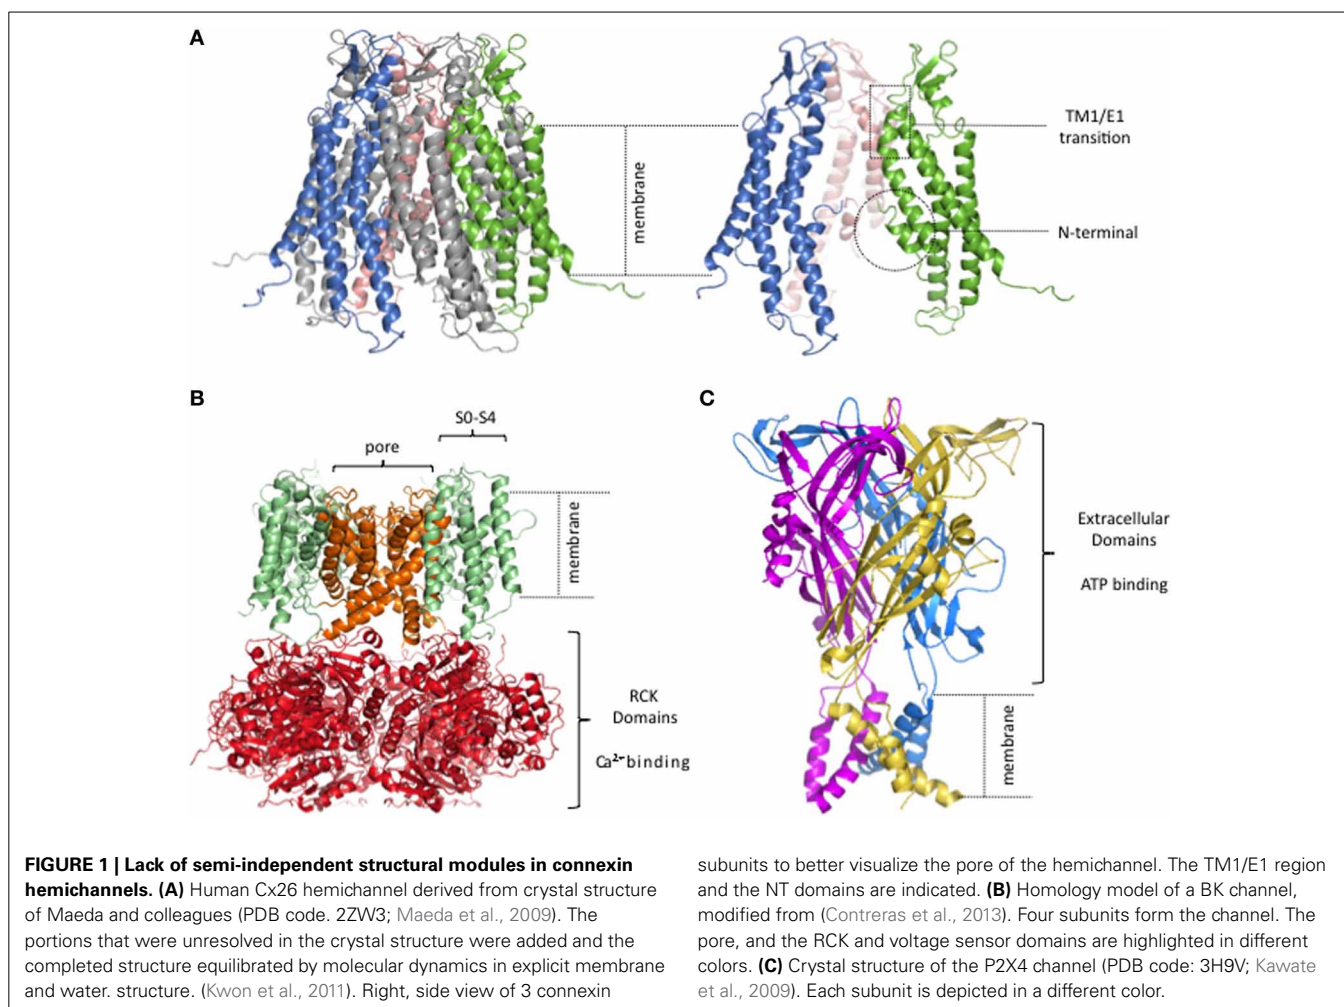 A
TM1/E1
transition
membrane
N-terminal
B
C
S0-S4
pore
membrane
Extracellular
Domains
ATP binding
RCK
Domains
Ca²⁻binding
membrane
FIGURE 1 | Lack of semi-independent structural modules in connexin
hemichannels. (A) Human Cx26 hemichannel derived from crystal structure
of Maeda and colleagues (PDB code. 2ZW3; Maeda et al., 2009). The
portions that were unresolved in the crystal structure were added and the
completed structure equilibrated by molecular dynamics in explicit membrane
and water. structure. (Kwon et al., 2011). Right, side view of 3 connexin
subunits to better visualize the pore of the hemichannel. The TM1/E1 region
and the NT domains are indicated. (B) Homology model of a BK channel,
modified from (Contreras et al., 2013). Four subunits form the channel. The
pore, and the RCK and voltage sensor domains are highlighted in different
colors. (C) Crystal structure of the P2X4 channel (PDB code: 3H9V; Kawate
et al., 2009). Each subunit is depicted in a different color.